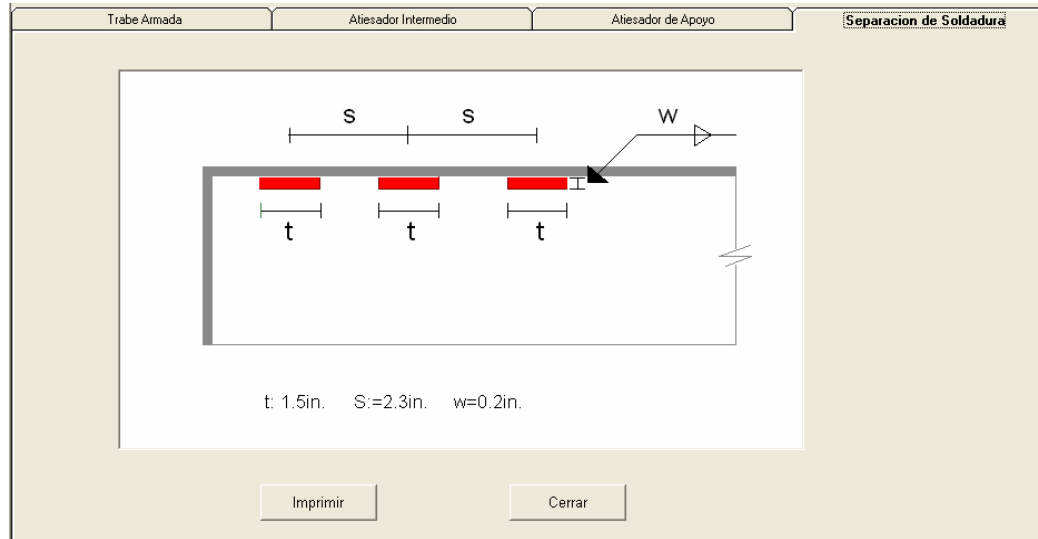 Trabe Armada Atiesador Intermedio Atiesador de Apoyo Separacion de Soldadura
S S W
t t t
t: 1.5in. S:=2.3in. w=0.2in.
Imprimir Cerrar